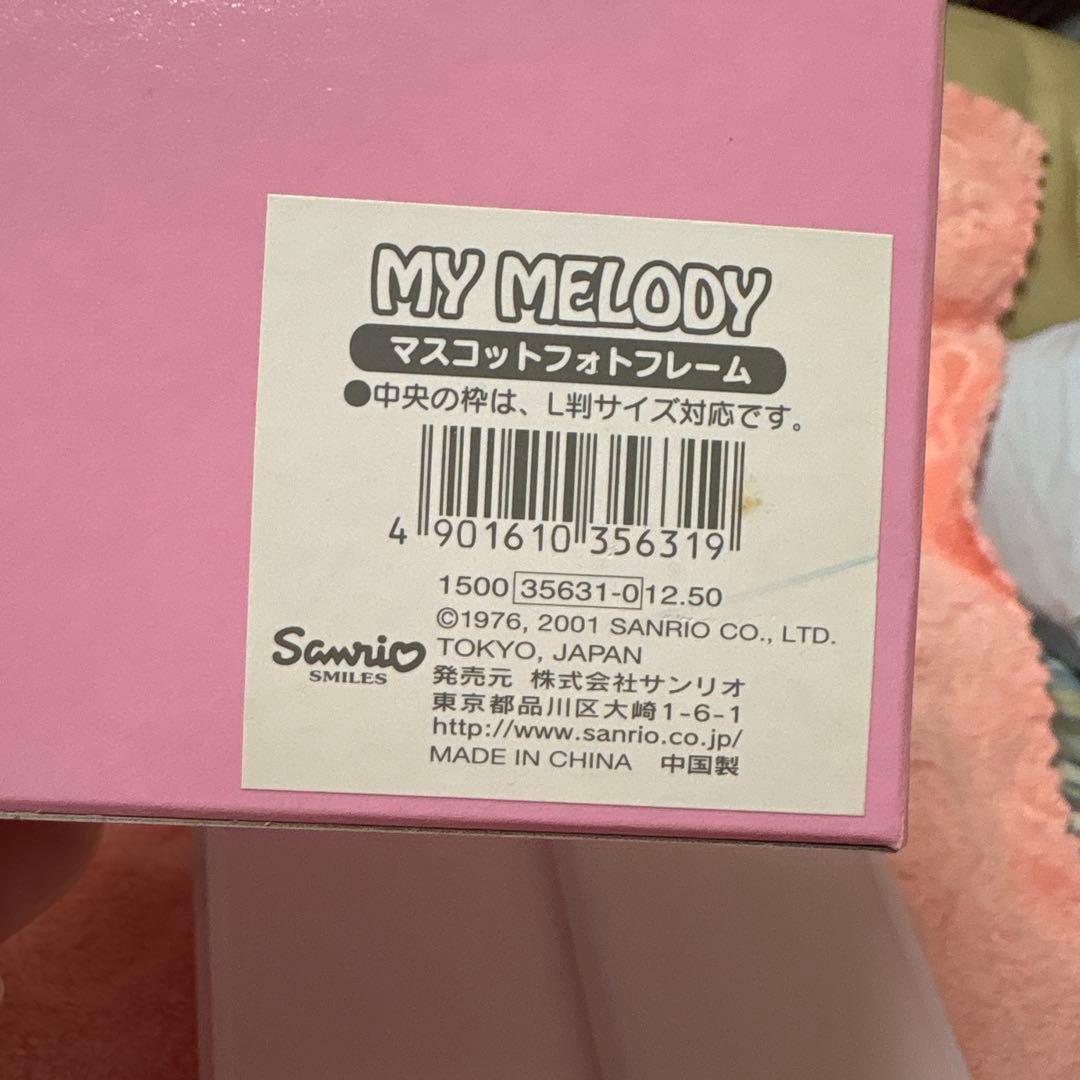 MY MELODY
マスコットフォトフレーム
●中央の枠は、L判サイズ対応です。
4 901610 356319
1500 35631-0 12.50
©1976, 2001 SANRIO CO., LTD.
TOKYO, JAPAN
Sanrio
SMILES
発売元 株式会社サンリオ
東京都品川区大崎1-6-1
http://www.sanrio.co.jp/
MADE IN CHINA 中国製